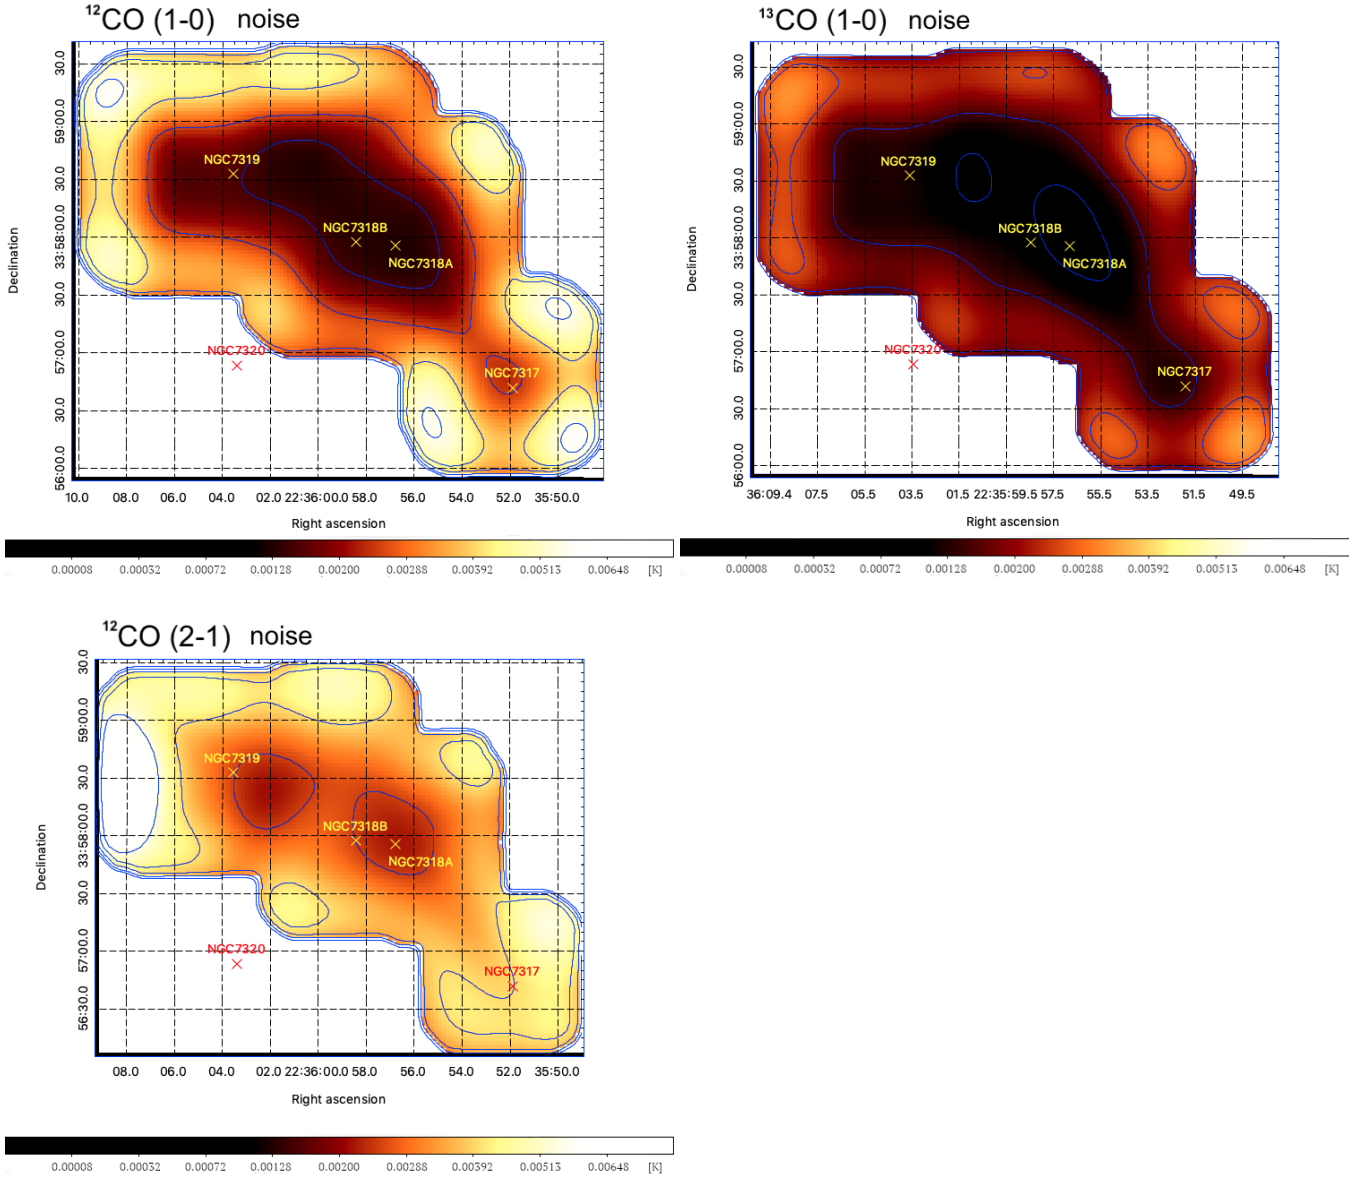 ¹²CO (1-0) noise
30.0
59:00.0
30.0
33:58:00.0
30.0
57:00.0
30.0
56:00.0
Declination
NGC7319
NGC7318B
NGC7318A
NGC7320
NGC7317
10.0 08.0 06.0 04.0 02.0 22:36:00.0 58.0 56.0 54.0 52.0 35:50.0
Right ascension
0.00008 0.00032 0.00072 0.00128 0.00200 0.00288 0.00392 0.00513 0.00648 [K]
¹³CO (1-0) noise
30.0
59:00.0
30.0
33:58:00.0
30.0
57:00.0
30.0
56:00.0
Declination
NGC7319
NGC7318B
NGC7318A
NGC7320
NGC7317
36:09.4 07.5 05.5 03.5 01.5 22:35:59.5 57.5 55.5 53.5 51.5 49.5
Right ascension
0.00008 0.00032 0.00072 0.00128 0.00200 0.00288 0.00392 0.00513 0.00648 [K]
¹²CO (2-1) noise
30.0
59:00.0
30.0
33:58:00.0
30.0
57:00.0
56:30.0
Declination
NGC7319
NGC7318B
NGC7318A
NGC7320
NGC7317
08.0 06.0 04.0 02.0 22:36:00.0 58.0 56.0 54.0 52.0 35:50.0
Right ascension
0.00008 0.00032 0.00072 0.00128 0.00200 0.00288 0.00392 0.00513 0.00648 [K]